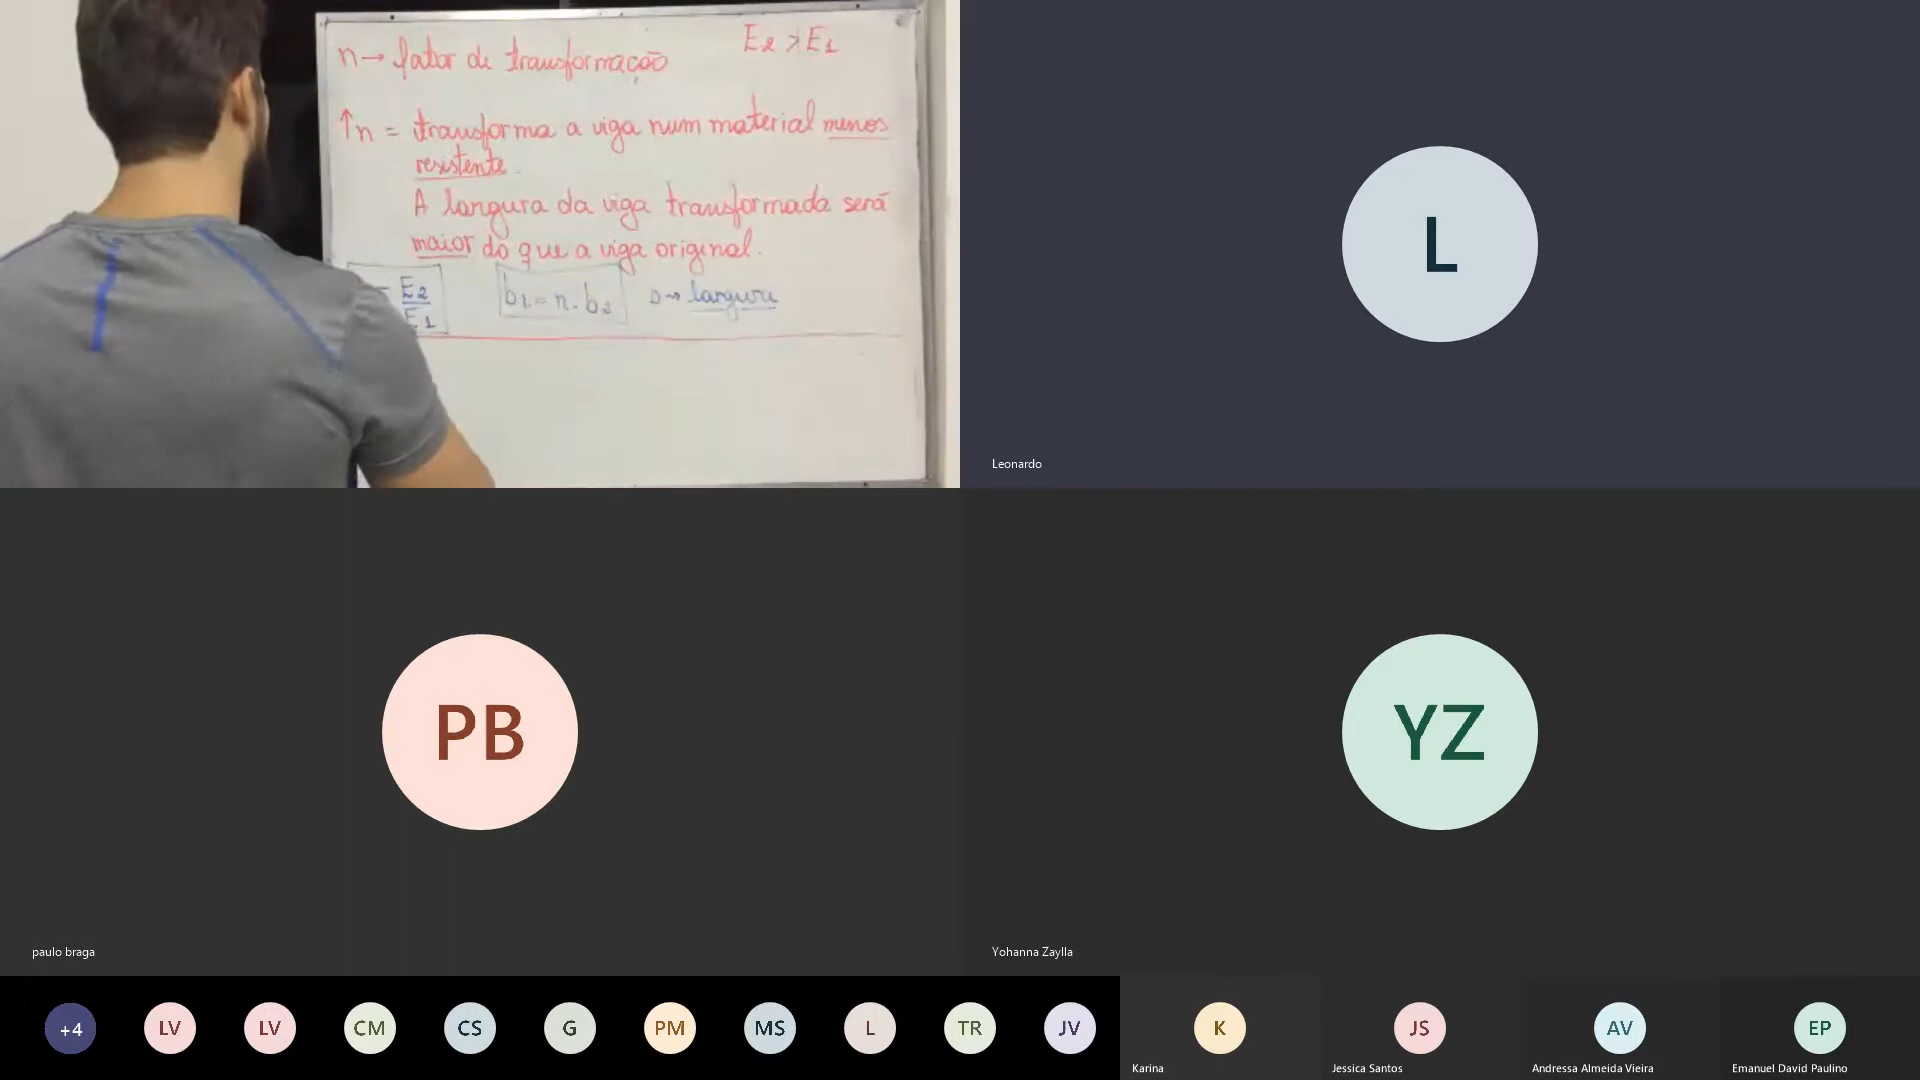 n → fator de transformação
E2 > E1
↑n = transforma a viga num material menos
resistente.
A largura da viga transformada será
maior do que a viga original.
= E2
E1
b1 = n . b2
largura
L
Leonardo
PB
paulo braga
YZ
Yohanna Zaylla
+4
LV
LV
CM
CS
G
PM
MS
L
TR
JV
K
Karina
JS
Jessica Santos
AV
Andressa Almeida Vieira
EP
Emanuel David Paulino